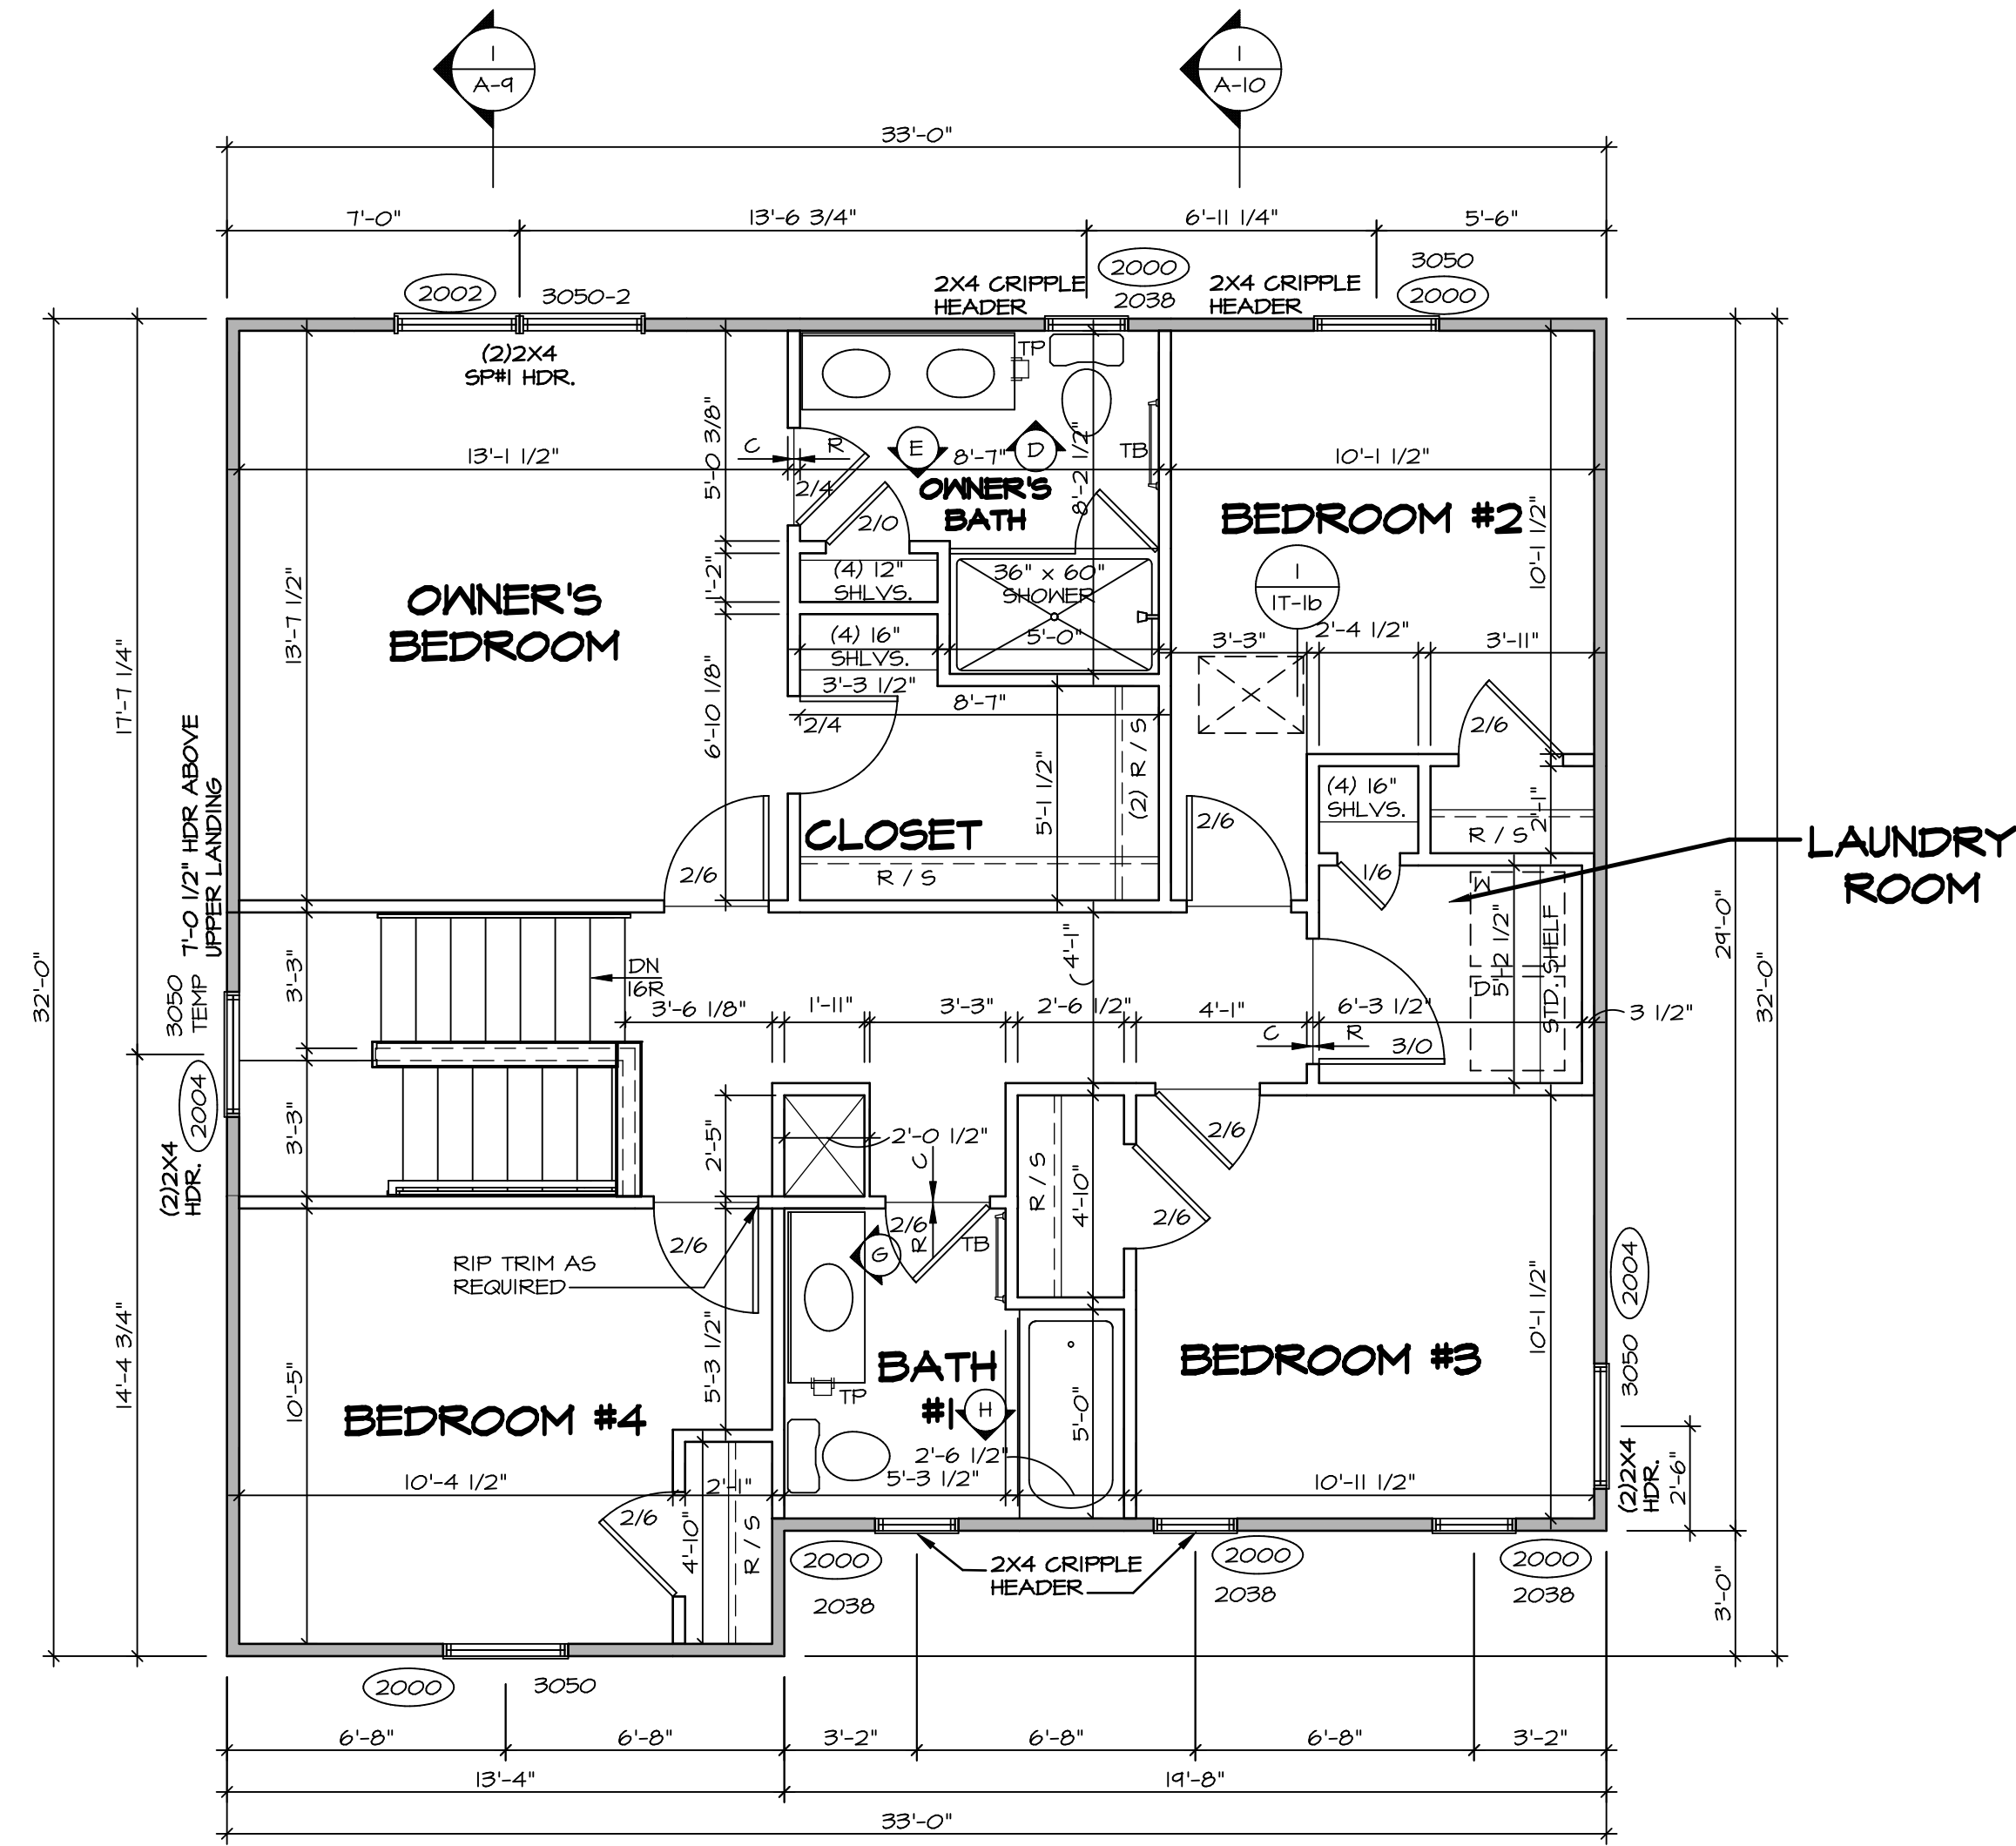 1
A-9
1
A-10
33'-0"
7'-0"
13'-6 3/4"
6'-11 1/4"
5'-6"
2002
3050-2
2X4 CRIPPLE
HEADER
2000
2038
2X4 CRIPPLE
HEADER
3050
2000
(2)2X4
SP#1 HDR.
TP
5'-0 3/8"
C
R
E
D
8'-2 1/2"
TB
13'-1 1/2"
8'-7"
10'-1 1/2"
2/4
OWNER'S
BATH
2/0
BEDROOM #2
10'-1 1/2"
1
IT-1b
13'-7 1/2"
OWNER'S
BEDROOM
1'-2"
(4) 12"
SHLVS.
36" x 60"
SHOWER
5'-0"
(4) 16"
SHLVS.
3'-3 1/2"
3'-3"
2'-4 1/2"
3'-11"
6'-10 1/8"
8'-7"
2/4
2/6
17'-7 1/4"
7'-0 1/2" HDR ABOVE
UPPER LANDING
5'-1 1/2"
(2) R / S
CLOSET
R / S
2/6
2/6
(4) 16"
SHLVS.
2'-1"
R / S
LAUNDRY
ROOM
1/6
W
D
5'-2 1/2"
STD. SHELF
32'-0"
29'-0"
32'-0"
3050
TEMP
2004
(2)2X4
HDR.
3'-3"
DN
16R
4'-1"
3'-6 1/8"
1'-11"
3'-3"
2'-6 1/2"
4'-1"
6'-3 1/2"
3 1/2"
C
R
3/0
3'-3"
2'-5"
2'-0 1/2"
C
R
2/6
R / S
4'-10"
2/6
2/6
2/6
RIP TRIM AS
REQUIRED
G
TB
14'-4 3/4"
10'-5"
5'-3 1/2"
BATH
#1
H
TP
5'-0"
BEDROOM #3
10'-1 1/2"
2004
3050
(2)2X4
HDR.
2'-6"
BEDROOM #4
10'-4 1/2"
2'-1"
2'-6 1/2"
5'-3 1/2"
10'-11 1/2"
2/6
4'-10"
R / S
2000
2038
2X4 CRIPPLE
HEADER
2000
2038
2000
2038
3'-0"
2000
3050
6'-8"
6'-8"
3'-2"
6'-8"
6'-8"
3'-2"
13'-4"
19'-8"
33'-0"